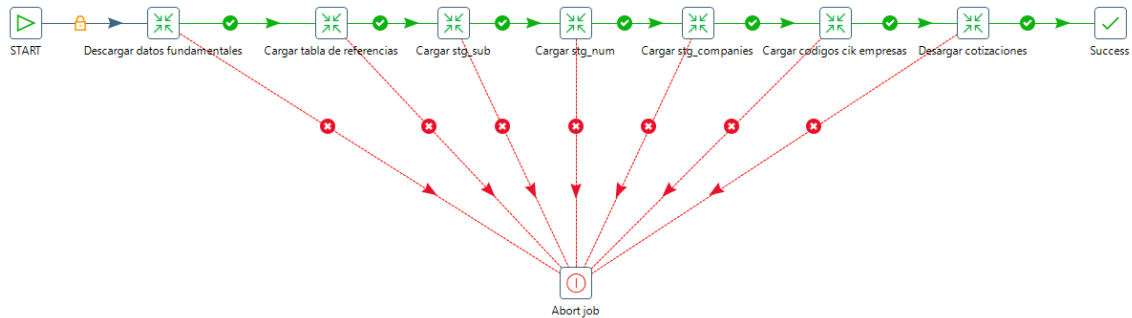 START
Descargar datos fundamentales
Cargar tabla de referencias
Cargar stg_sub
Cargar stg_num
Cargar stg_companies
Cargar codigos cik empresas
Desargar cotizaciones
Success
Abort job